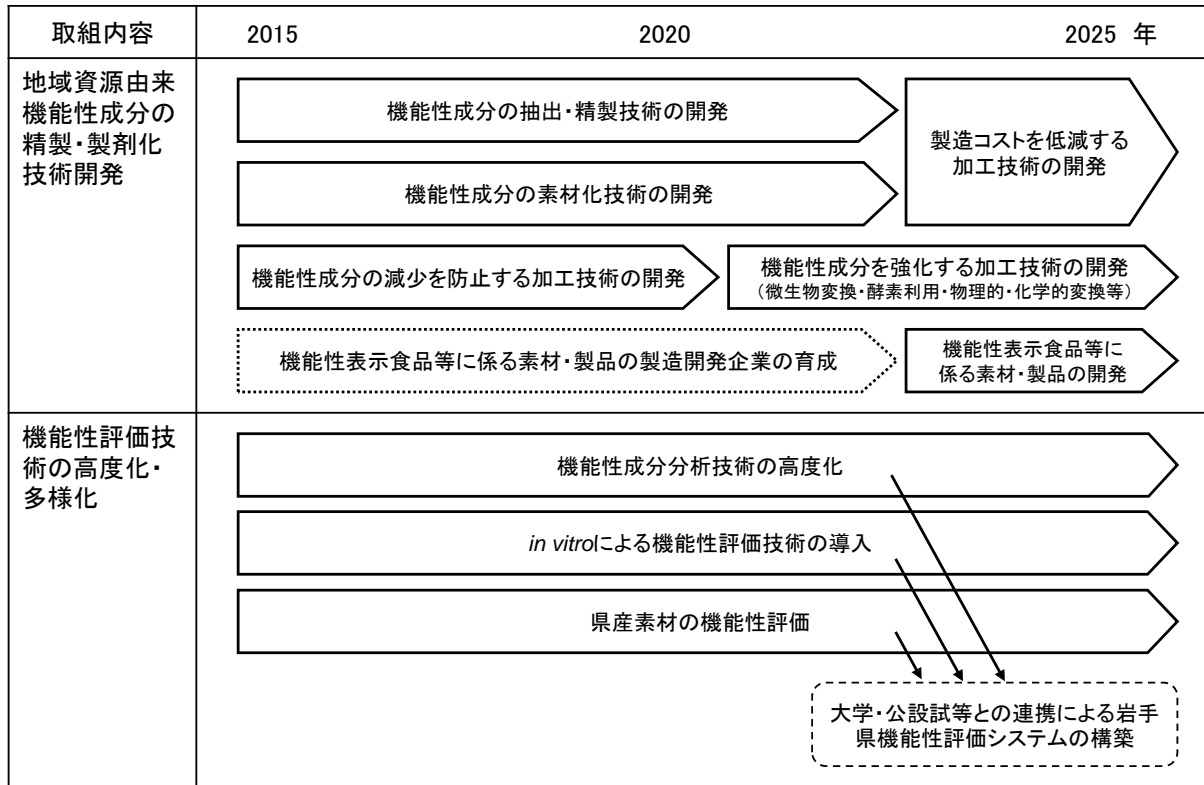 取組内容
2015
2020
2025 年
地域資源由来
機能性成分の
精製・製剤化
技術開発
機能性成分の抽出・精製技術の開発
機能性成分の素材化技術の開発
製造コストを低減する
加工技術の開発
機能性成分の減少を防止する加工技術の開発
機能性成分を強化する加工技術の開発
（微生物変換・酵素利用・物理的・化学的変換等）
機能性表示食品等に係る素材・製品の製造開発企業の育成
機能性表示食品等に
係る素材・製品の開発
機能性評価技
術の高度化・
多様化
機能性成分分析技術の高度化
in vitroによる機能性評価技術の導入
県産素材の機能性評価
大学・公設試等との連携による岩手
県機能性評価システムの構築